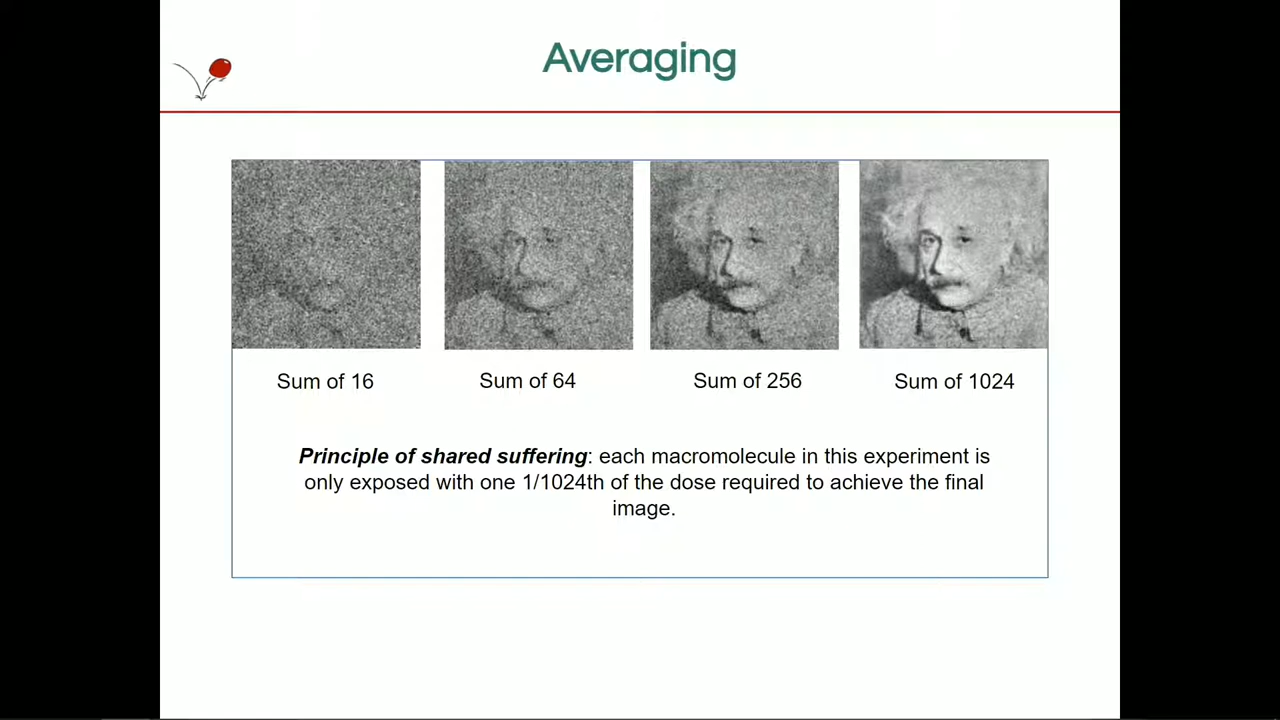 Averaging
Sum of 16
Sum of 64
Sum of 256
Sum of 1024
Principle of shared suffering: each macromolecule in this experiment is
only exposed with one 1/1024th of the dose required to achieve the final
image.